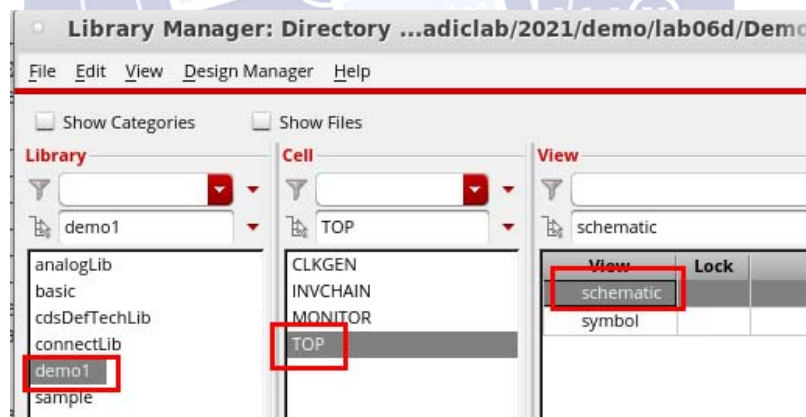 Library Manager: Directory ...adiclab/2021/demo/lab06d/Demo
File Edit View Design Manager Help
Show Categories Show Files
Library Cell View
demo1 TOP schematic
analogLib CLKGEN View Lock
basic INVCHAIN schematic
cdsDefTechLib MONITOR symbol
connectLib TOP
demo1
sample